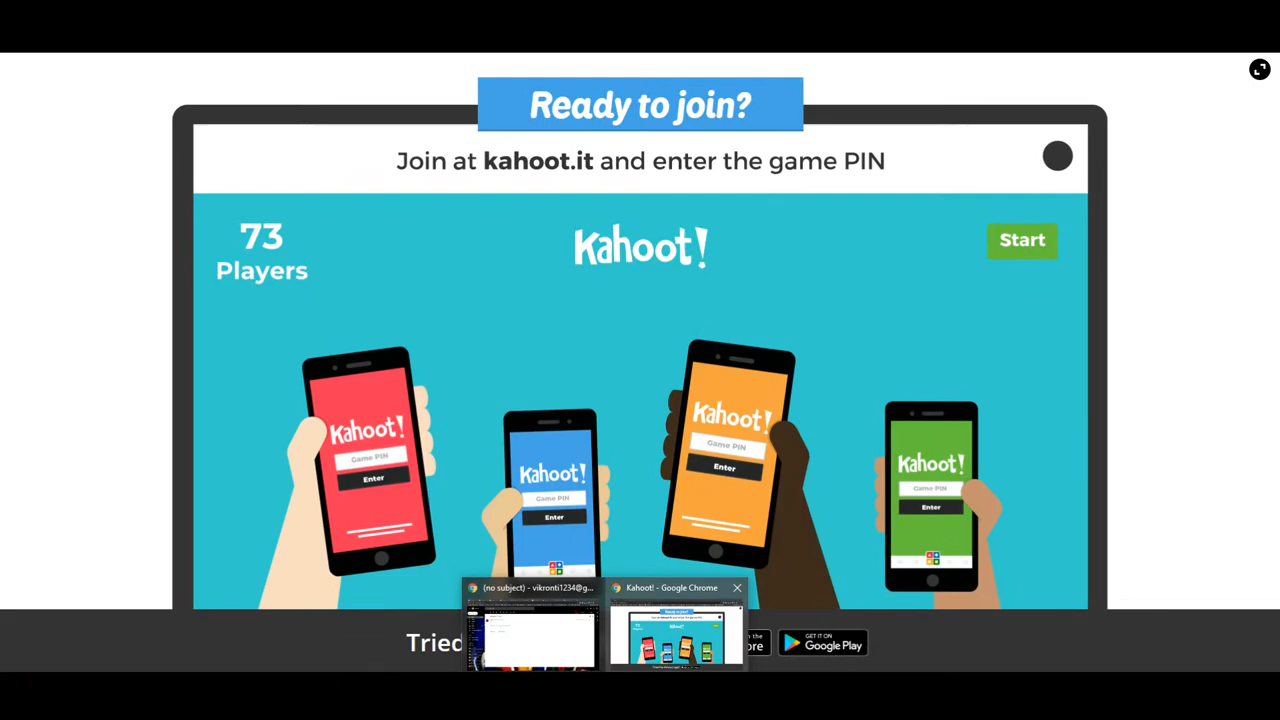 Ready to join?
Join at kahoot.it and enter the game PIN
73
Players
Kahoot!
Start
Kahoot!
Game PIN
Enter
Kahoot!
Game PIN
Enter
Kahoot!
Game PIN
Enter
Kahoot!
Game PIN
Enter
(no subject) - vikronti1234@g...
Kahoot! - Google Chrome
Tried
GET IT ON
Google Play